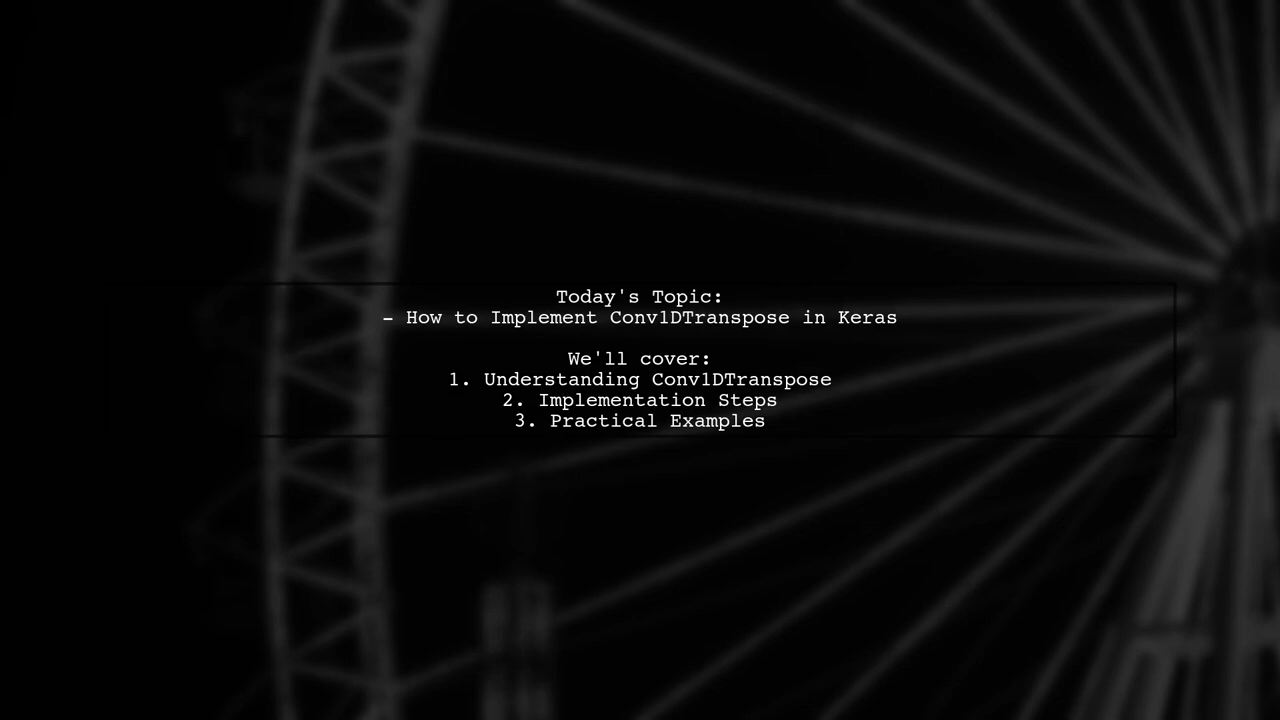 Today's Topic:
- How to Implement Conv1DTranspose in Keras
We'll cover:
1. Understanding Conv1DTranspose
2. Implementation Steps
3. Practical Examples